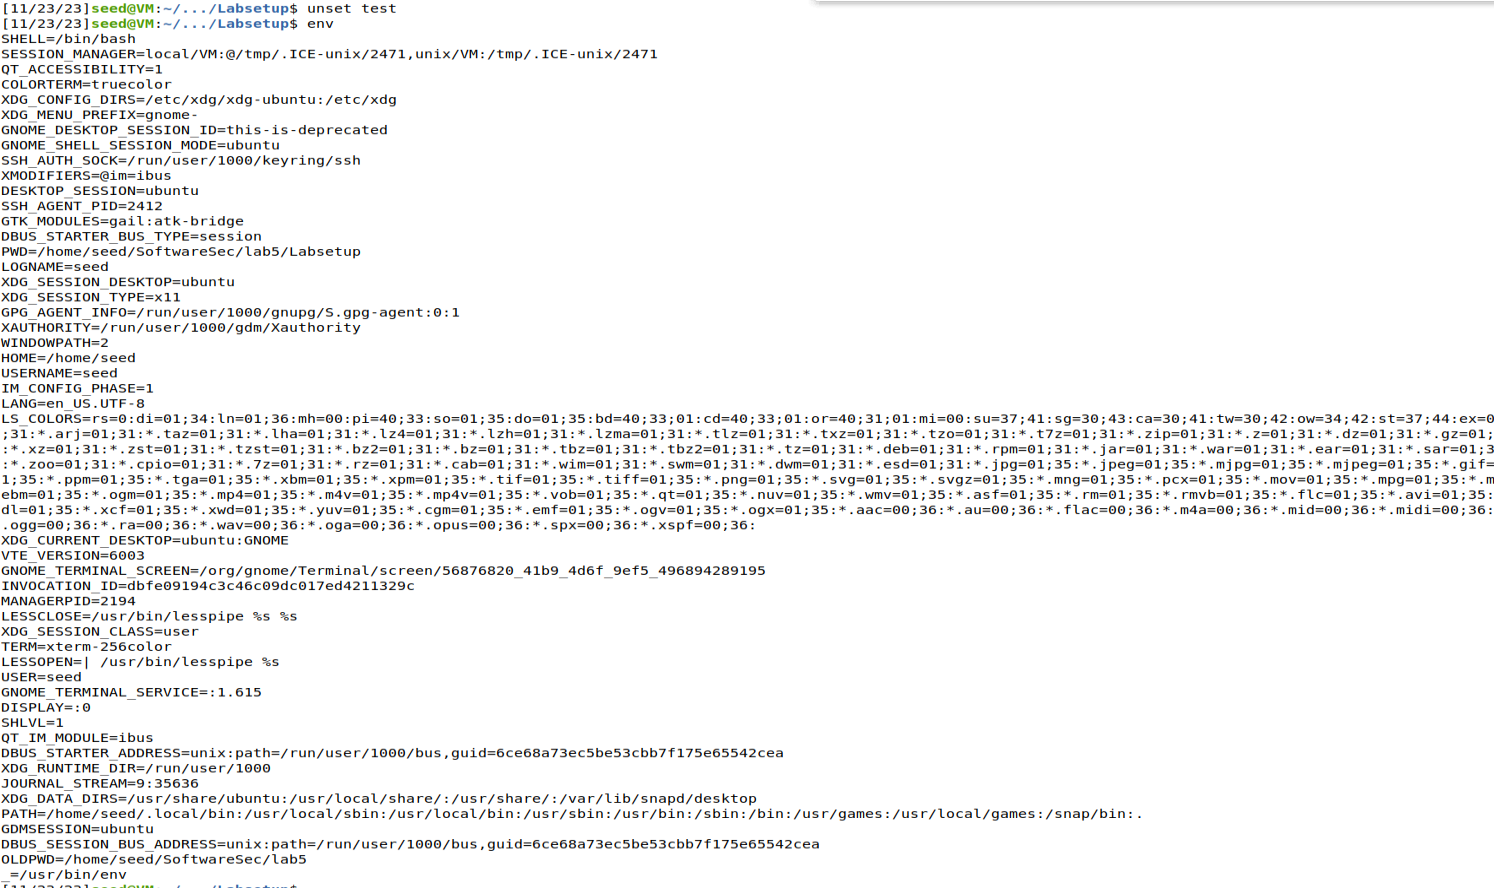 [11/23/23]seed@VM:~/.../Labsetup$ unset test
[11/23/23]seed@VM:~/.../Labsetup$ env
SHELL=/bin/bash
SESSION_MANAGER=local/VM:@/tmp/.ICE-unix/2471,unix/VM:/tmp/.ICE-unix/2471
QT_ACCESSIBILITY=1
COLORTERM=truecolor
XDG_CONFIG_DIRS=/etc/xdg/xdg-ubuntu:/etc/xdg
XDG_MENU_PREFIX=gnome-
GNOME_DESKTOP_SESSION_ID=this-is-deprecated
GNOME_SHELL_SESSION_MODE=ubuntu
SSH_AUTH_SOCK=/run/user/1000/keyring/ssh
XMODIFIERS=@im=ibus
DESKTOP_SESSION=ubuntu
SSH_AGENT_PID=2412
GTK_MODULES=gail:atk-bridge
DBUS_STARTER_BUS_TYPE=session
PWD=/home/seed/SoftwareSec/lab5/Labsetup
LOGNAME=seed
XDG_SESSION_DESKTOP=ubuntu
XDG_SESSION_TYPE=x11
GPG_AGENT_INFO=/run/user/1000/gnupg/S.gpg-agent:0:1
XAUTHORITY=/run/user/1000/gdm/Xauthority
WINDOWPATH=2
HOME=/home/seed
USERNAME=seed
IM_CONFIG_PHASE=1
LANG=en_US.UTF-8
LS_COLORS=rs=0:di=01;34:ln=01;36:mh=00:pi=40;33:so=01;35:do=01;35:bd=40;33;01:cd=40;33;01:or=40;31;01:mi=00:su=37;41:sg=30;43:ca=30;41:tw=30;42:ow=34;42:st=37;44:ex=0
;31:*.arj=01;31:*.taz=01;31:*.lha=01;31:*.lz4=01;31:*.lzh=01;31:*.lzma=01;31:*.tlz=01;31:*.txz=01;31:*.tzo=01;31:*.t7z=01;31:*.zip=01;31:*.z=01;31:*.dz=01;31:*.gz=01;
:*.xz=01;31:*.zst=01;31:*.tzst=01;31:*.bz2=01;31:*.bz=01;31:*.tbz=01;31:*.tbz2=01;31:*.tz=01;31:*.deb=01;31:*.rpm=01;31:*.jar=01;31:*.war=01;31:*.ear=01;31:*.sar=01;3
:*.zoo=01;31:*.cpio=01;31:*.7z=01;31:*.rz=01;31:*.cab=01;31:*.wim=01;31:*.swm=01;31:*.dwm=01;31:*.esd=01;31:*.jpg=01;35:*.jpeg=01;35:*.mjpg=01;35:*.mjpeg=01;35:*.gif=
1;35:*.ppm=01;35:*.tga=01;35:*.xbm=01;35:*.xpm=01;35:*.tif=01;35:*.tiff=01;35:*.png=01;35:*.svg=01;35:*.svgz=01;35:*.mng=01;35:*.pcx=01;35:*.mov=01;35:*.mpg=01;35:*.m
ebm=01;35:*.ogm=01;35:*.mp4=01;35:*.m4v=01;35:*.mp4v=01;35:*.vob=01;35:*.qt=01;35:*.nuv=01;35:*.wmv=01;35:*.asf=01;35:*.rm=01;35:*.rmvb=01;35:*.flc=01;35:*.avi=01;35:
dl=01;35:*.xcf=01;35:*.xwd=01;35:*.yuv=01;35:*.cgm=01;35:*.emf=01;35:*.ogv=01;35:*.ogx=01;35:*.aac=00;36:*.au=00;36:*.flac=00;36:*.m4a=00;36:*.mid=00;36:*.midi=00;36:
.ogg=00;36:*.ra=00;36:*.wav=00;36:*.oga=00;36:*.opus=00;36:*.spx=00;36:*.xspf=00;36:
XDG_CURRENT_DESKTOP=ubuntu:GNOME
VTE_VERSION=6003
GNOME_TERMINAL_SCREEN=/org/gnome/Terminal/screen/56876820_41b9_4d6f_9ef5_496894289195
INVOCATION_ID=dbfe09194c3c46c09dc017ed4211329c
MANAGERPID=2194
LESSCLOSE=/usr/bin/lesspipe %s %s
XDG_SESSION_CLASS=user
TERM=xterm-256color
LESSOPEN=| /usr/bin/lesspipe %s
USER=seed
GNOME_TERMINAL_SERVICE=:1.615
DISPLAY=:0
SHLVL=1
QT_IM_MODULE=ibus
DBUS_STARTER_ADDRESS=unix:path=/run/user/1000/bus,guid=6ce68a73ec5be53cbb7f175e65542cea
XDG_RUNTIME_DIR=/run/user/1000
JOURNAL_STREAM=9:35636
XDG_DATA_DIRS=/usr/share/ubuntu:/usr/local/share/:/usr/share/:/var/lib/snapd/desktop
PATH=/home/seed/.local/bin:/usr/local/sbin:/usr/local/bin:/usr/sbin:/usr/bin:/sbin:/bin:/usr/games:/usr/local/games:/snap/bin:.
GDMSESSION=ubuntu
DBUS_SESSION_BUS_ADDRESS=unix:path=/run/user/1000/bus,guid=6ce68a73ec5be53cbb7f175e65542cea
OLDPWD=/home/seed/SoftwareSec/lab5
_=/usr/bin/env
[11/23/23]seed@VM:~/.../Labsetup$